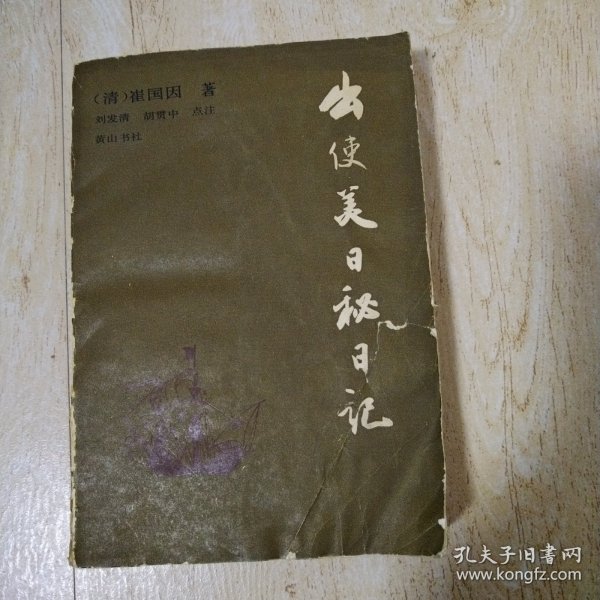 (清)崔国因 著
刘发清 胡贯中 点注
黄山书社
出使美日秘日记
孔夫子旧書网
www.kongfz.com